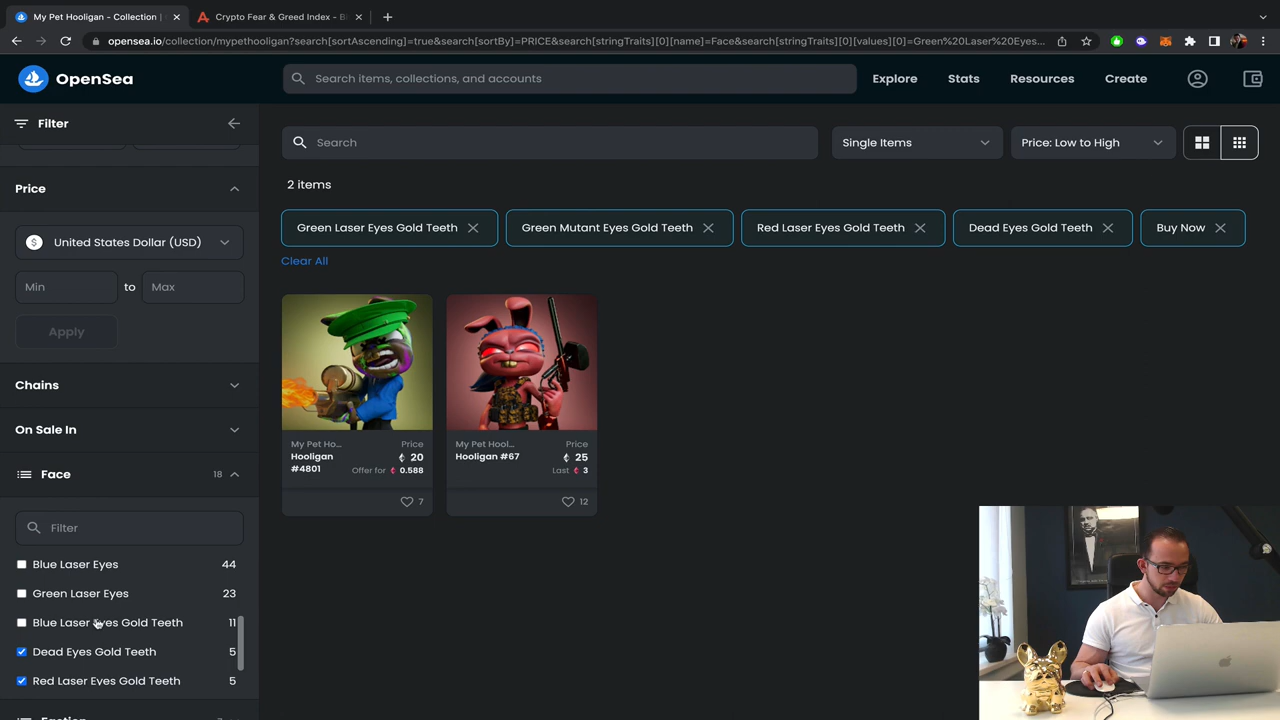 My Pet Hooligan - Collection |
Crypto Fear & Greed Index - B
opensea.io/collection/mypethooligan?search[sortAscending]=true&search[sortBy]=PRICE&search[stringTraits][0][name]=Face&search[stringTraits][0][values][0]=Green%20Laser%20Eyes...
OpenSea
Search items, collections, and accounts
Explore
Stats
Resources
Create
Filter
Search
Single Items
Price: Low to High
2 items
Price
Green Laser Eyes Gold Teeth
Green Mutant Eyes Gold Teeth
Red Laser Eyes Gold Teeth
Dead Eyes Gold Teeth
Buy Now
United States Dollar (USD)
Clear All
Min to Max
Apply
Chains
On Sale In
Face 18
Filter
Blue Laser Eyes 44
Green Laser Eyes 23
Blue Laser Eyes Gold Teeth 11
Dead Eyes Gold Teeth 5
Red Laser Eyes Gold Teeth 5
My Pet Ho... Price
Hooligan #4801 20
Offer for 0.588
7
My Pet Hool... Price
Hooligan #67 25
Last 3
12